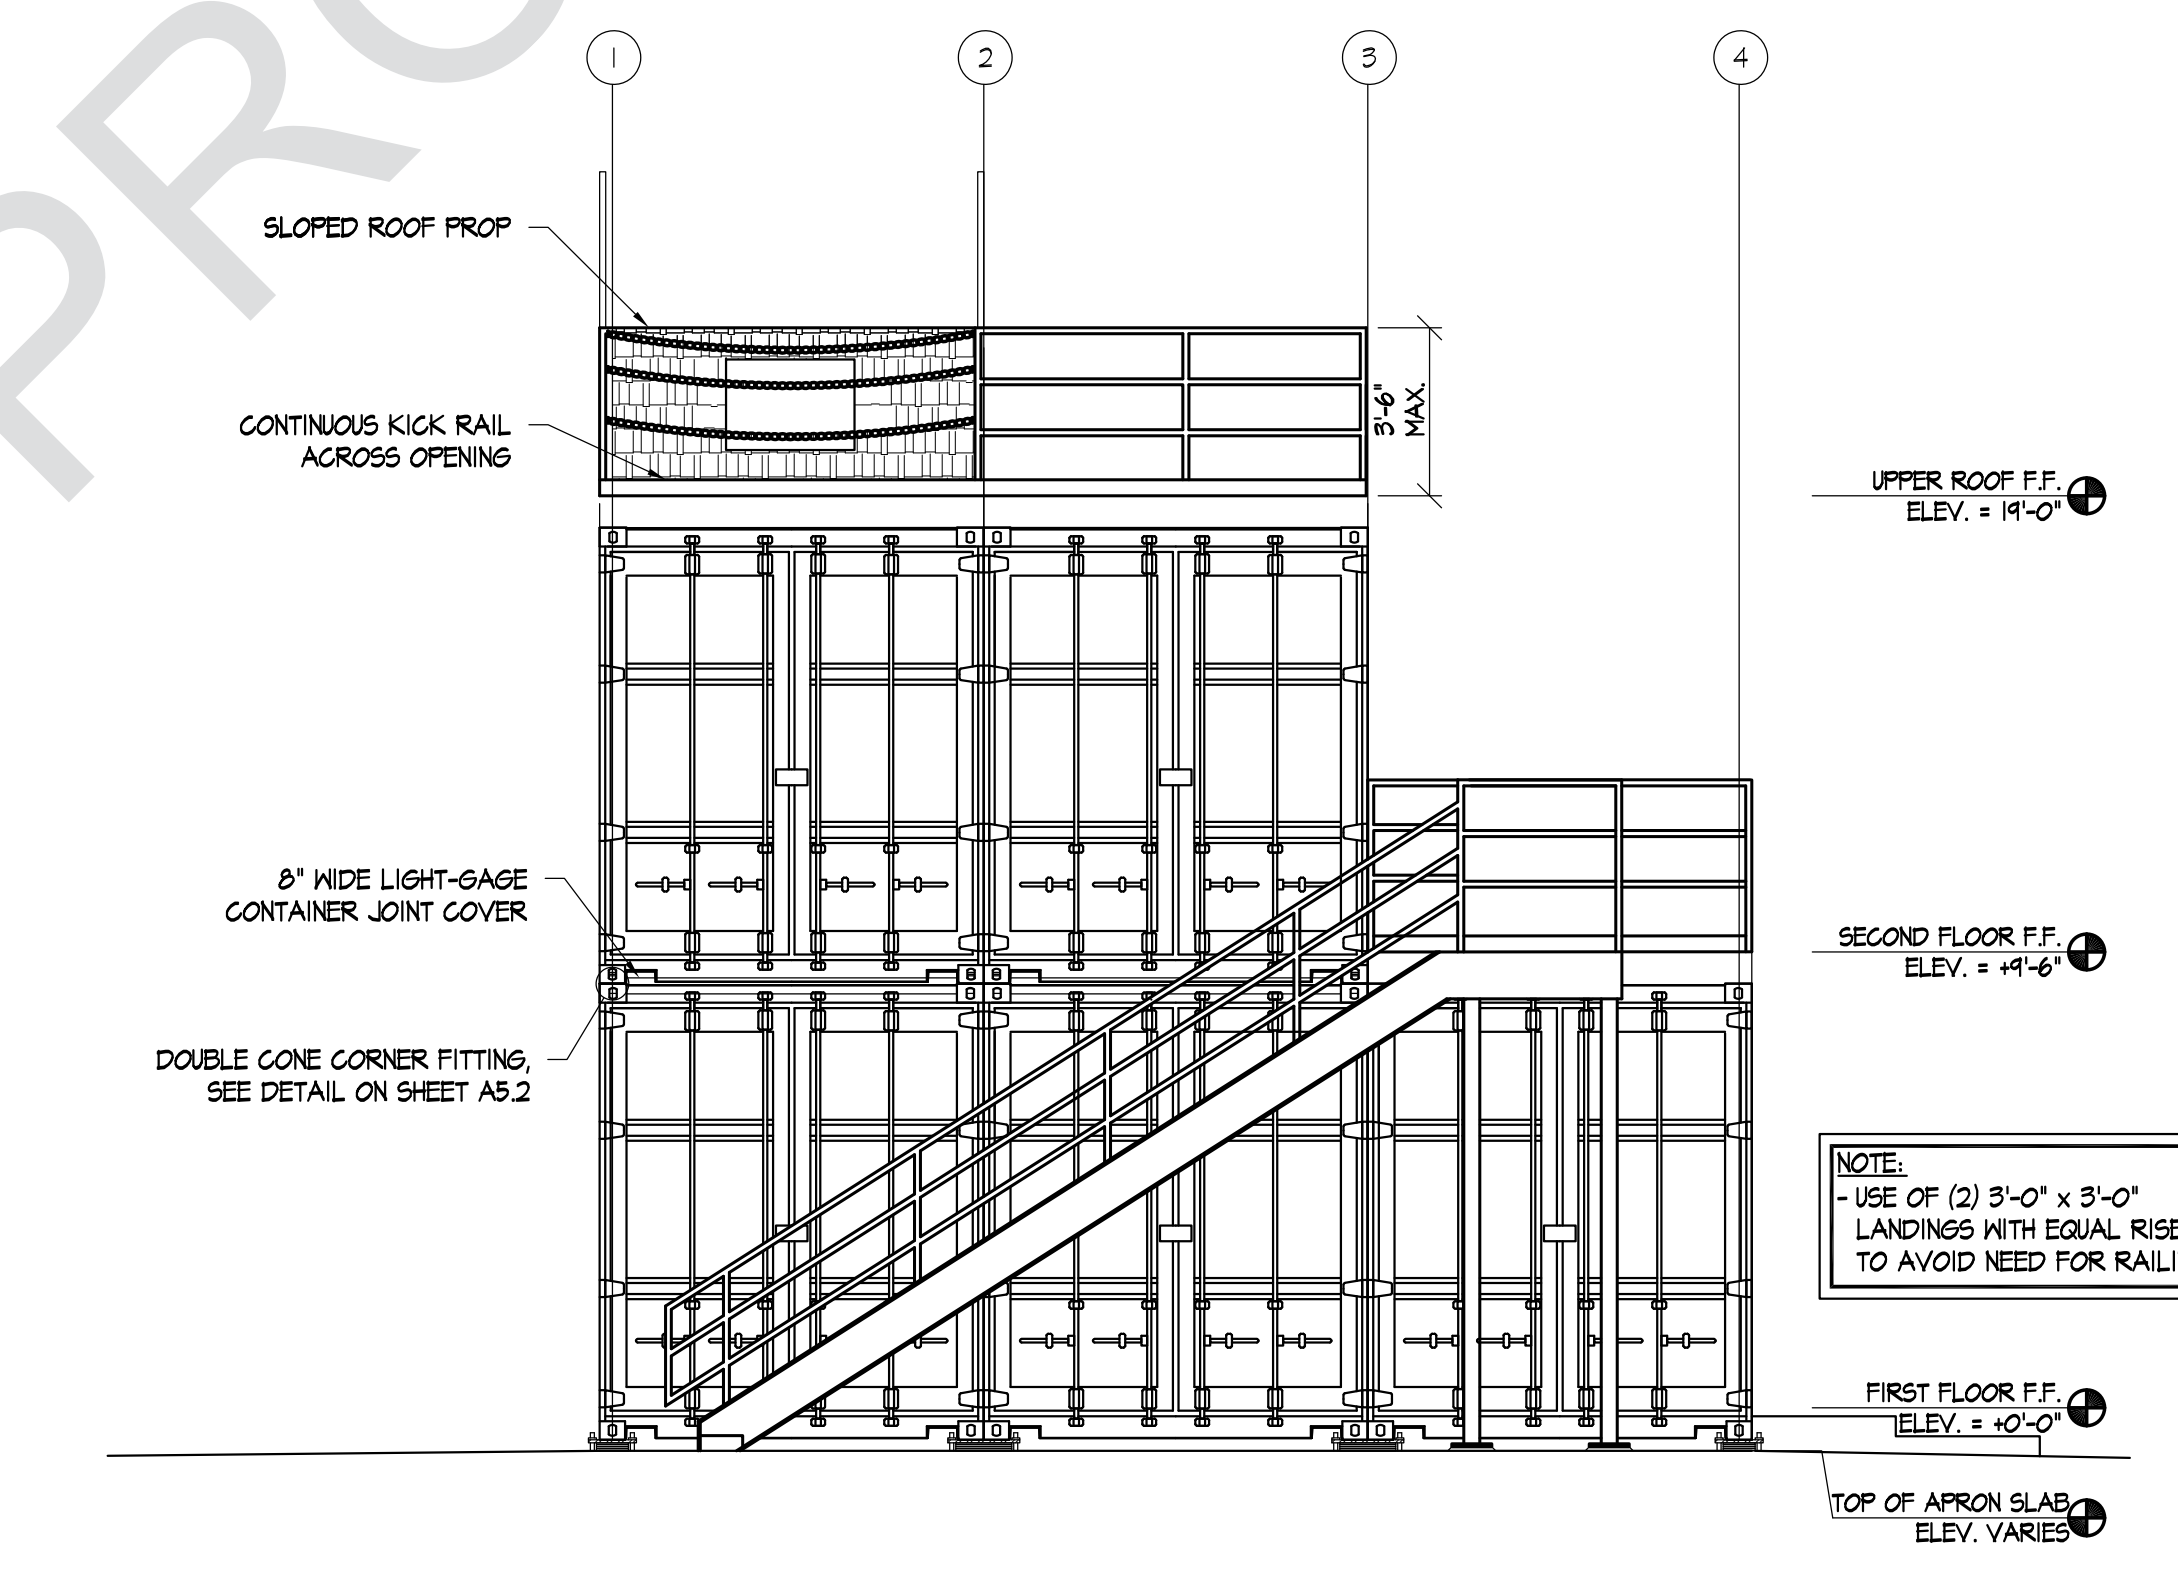 1 2 3 4
SLOPED ROOF PROP
CONTINUOUS KICK RAIL
ACROSS OPENING
3'-6"
MAX.
UPPER ROOF F.F.
ELEV. = 19'-0"
8" WIDE LIGHT-GAGE
CONTAINER JOINT COVER
SECOND FLOOR F.F.
ELEV. = +9'-6"
DOUBLE CONE CORNER FITTING,
SEE DETAIL ON SHEET A5.2
NOTE:
- USE OF (2) 3'-0" x 3'-0"
LANDINGS WITH EQUAL RISE
TO AVOID NEED FOR
FIRST FLOOR F.F.
ELEV. = +0'-0"
TOP OF APRON SLAB
ELEV. VARIES